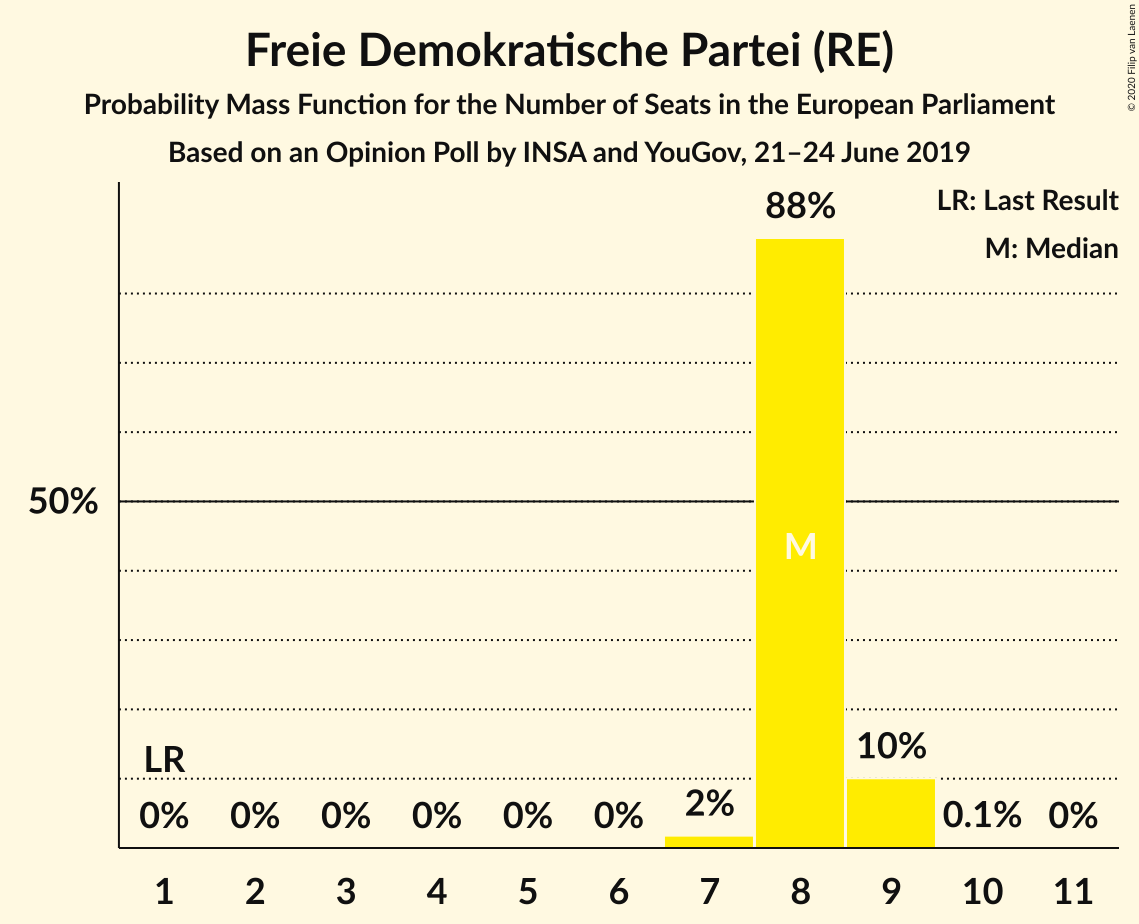 Freie Demokratische Partei (RE)
Probability Mass Function for the Number of Seats in the European Parliament
Based on an Opinion Poll by INSA and YouGov, 21–24 June 2019
© 2020 Filip van Laenen
LR: Last Result
M: Median
88%
50%
M
LR
10%
2%
0% 0% 0% 0% 0% 0% 0.1% 0%
1 2 3 4 5 6 7 8 9 10 11